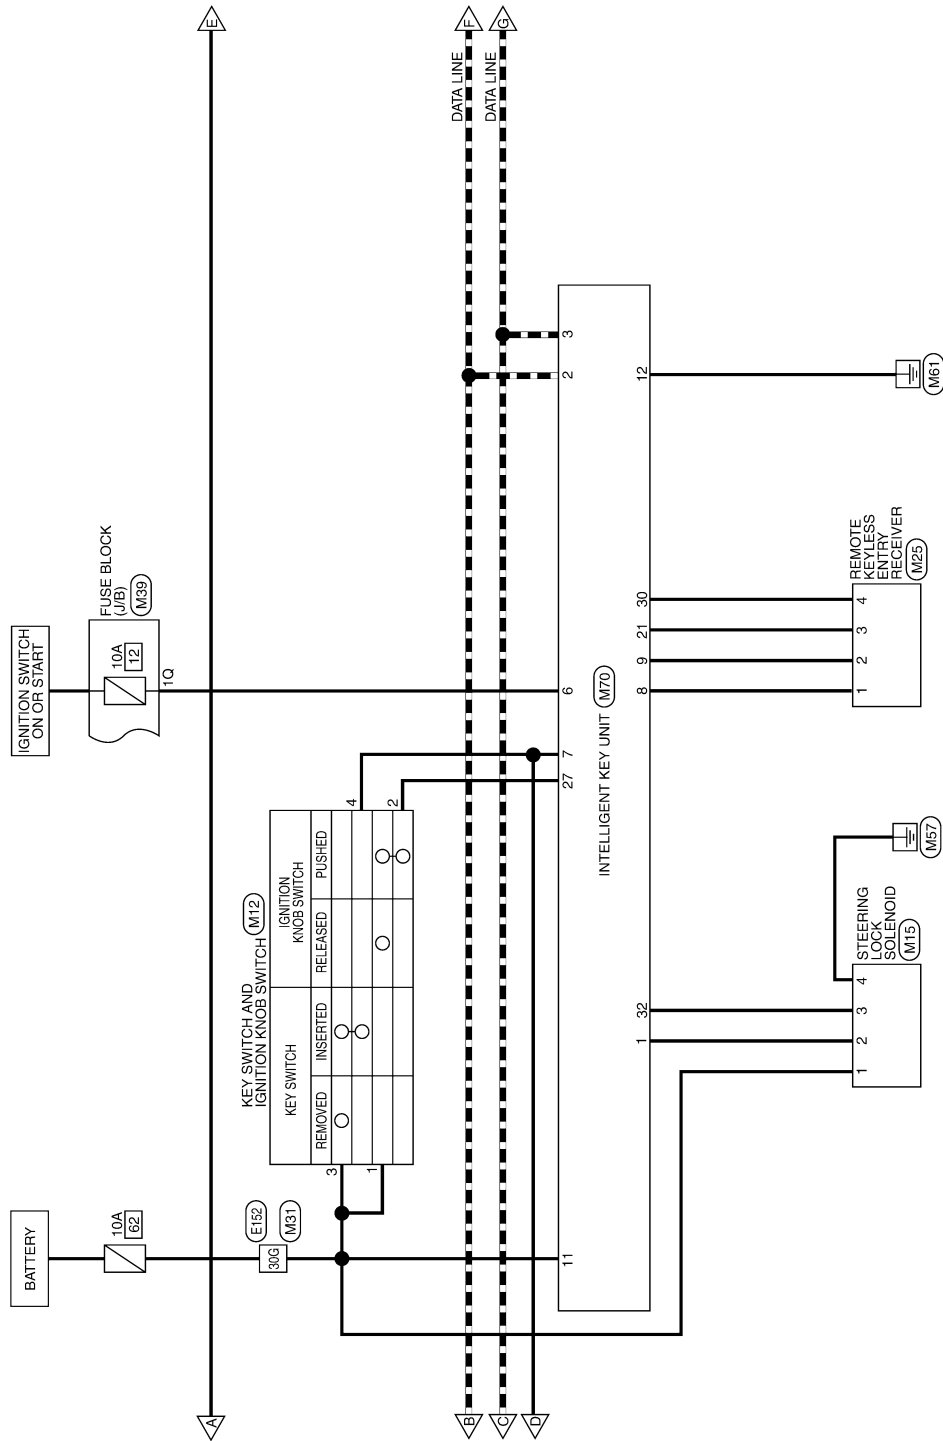 BATTERY
10A
62
IGNITION SWITCH
ON OR START
10A
12
FUSE BLOCK
(J/B)
M39
1Q
A
E
30G
E152
M31
KEY SWITCH AND
IGNITION KNOB SWITCH
M12
KEY SWITCH
IGNITION
KNOB SWITCH
REMOVED
INSERTED
RELEASED
PUSHED
3
4
1
2
B
DATA LINE
F
C
DATA LINE
G
D
11
27
7
6
2
3
INTELLIGENT KEY UNIT
M70
1
32
8
9
21
30
12
1
2
3
4
STEERING
LOCK
SOLENOID
M15
M57
1
2
3
4
REMOTE
KEYLESS
ENTRY
RECEIVER
M25
M61